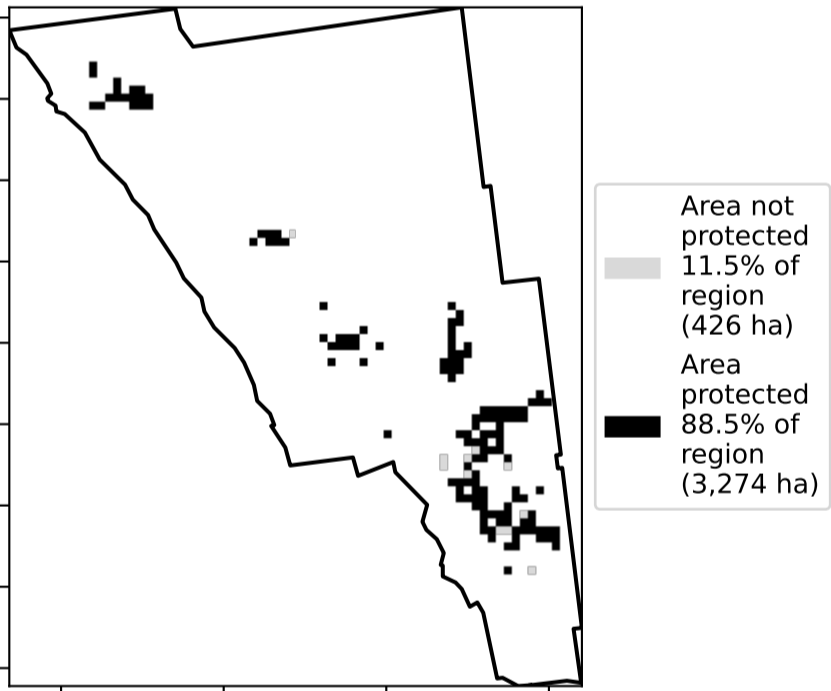 Area not
protected
11.5% of
region
(426 ha)
Area
protected
88.5% of
region
(3,274 ha)